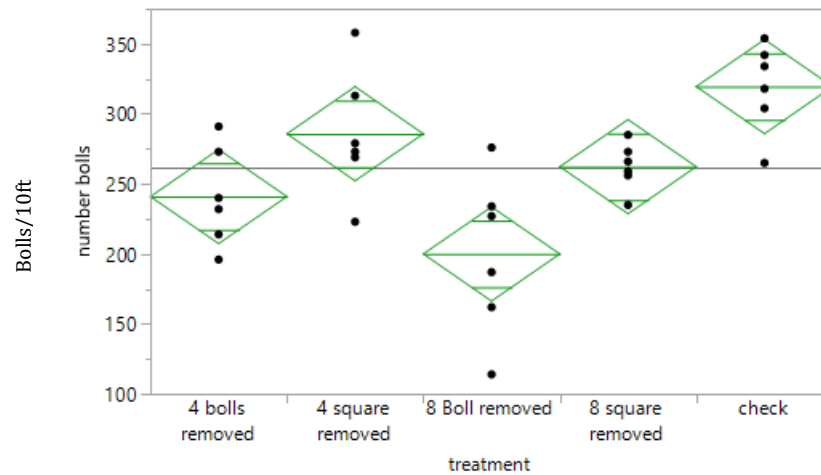 Bolls/10ft
number bolls
350
300
250
200
150
100
4 bolls
removed
4 square
removed
8 Boll removed
8 square
removed
check
treatment